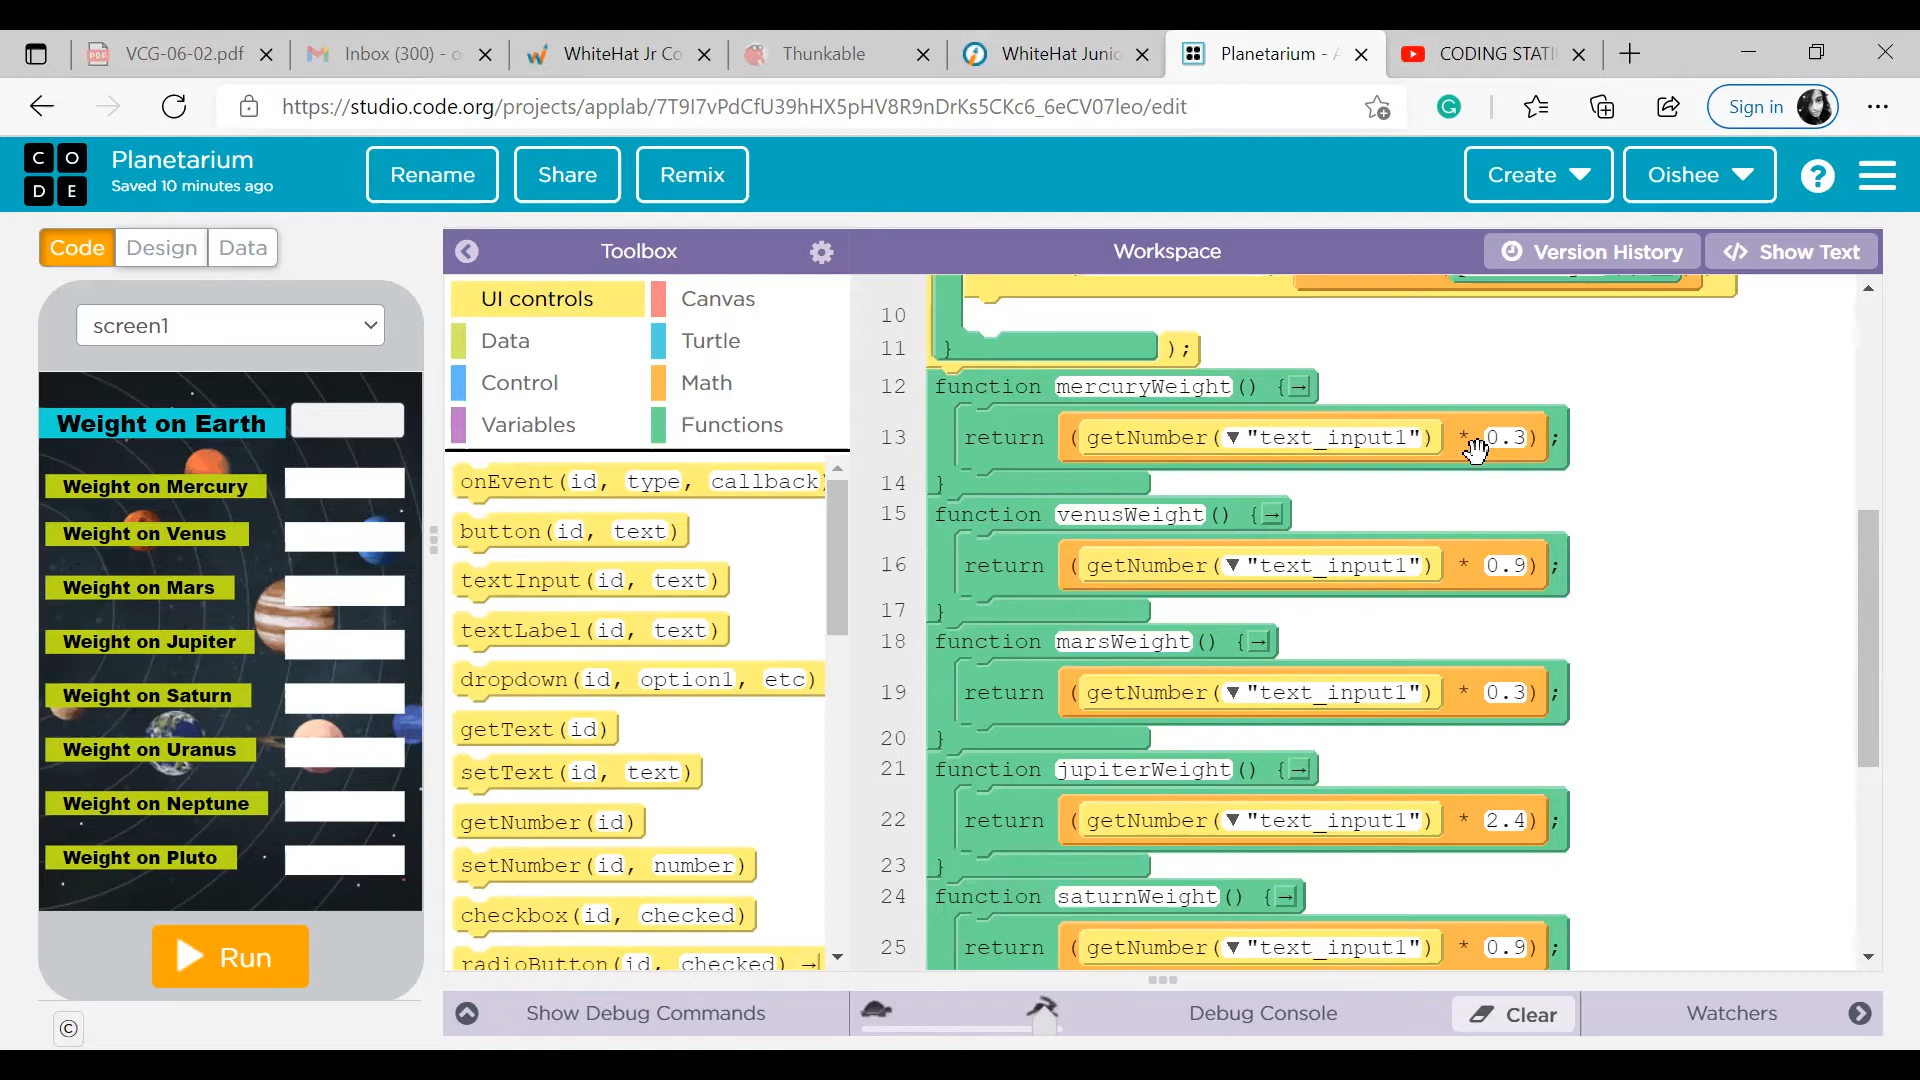 VCG-06-02.pdf
Inbox (300) - o
WhiteHat Jr Co
Thunkable
WhiteHat Junio
Planetarium - A
CODING STATI
https://studio.code.org/projects/applab/7T9I7vPdCfU39hHX5pHV8R9nDrKs5CKc6_6eCV07leo/edit
Sign in
C O D E
Planetarium
Saved 10 minutes ago
Rename
Share
Remix
Create
Oishee
?
Code
Design
Data
Toolbox
Workspace
Version History
</> Show Text
screen1
Weight on Earth
Weight on Mercury
Weight on Venus
Weight on Mars
Weight on Jupiter
Weight on Saturn
Weight on Uranus
Weight on Neptune
Weight on Pluto
Run
©
UI controls
Canvas
Data
Turtle
Control
Math
Variables
Functions
onEvent(id, type, callback)
button(id, text)
textInput(id, text)
textLabel(id, text)
dropdown(id, option1, etc)
getText(id)
setText(id, text)
getNumber(id)
setNumber(id, number)
checkbox(id, checked)
radioButton(id, checked)
10
11 } );
12 function mercuryWeight() {
13 return (getNumber("text_input1") * 0.3);
14 }
15 function venusWeight() {
16 return (getNumber("text_input1") * 0.9);
17 }
18 function marsWeight() {
19 return (getNumber("text_input1") * 0.3);
20 }
21 function jupiterWeight() {
22 return (getNumber("text_input1") * 2.4);
23 }
24 function saturnWeight() {
25 return (getNumber("text_input1") * 0.9);
Show Debug Commands
Debug Console
Clear
Watchers